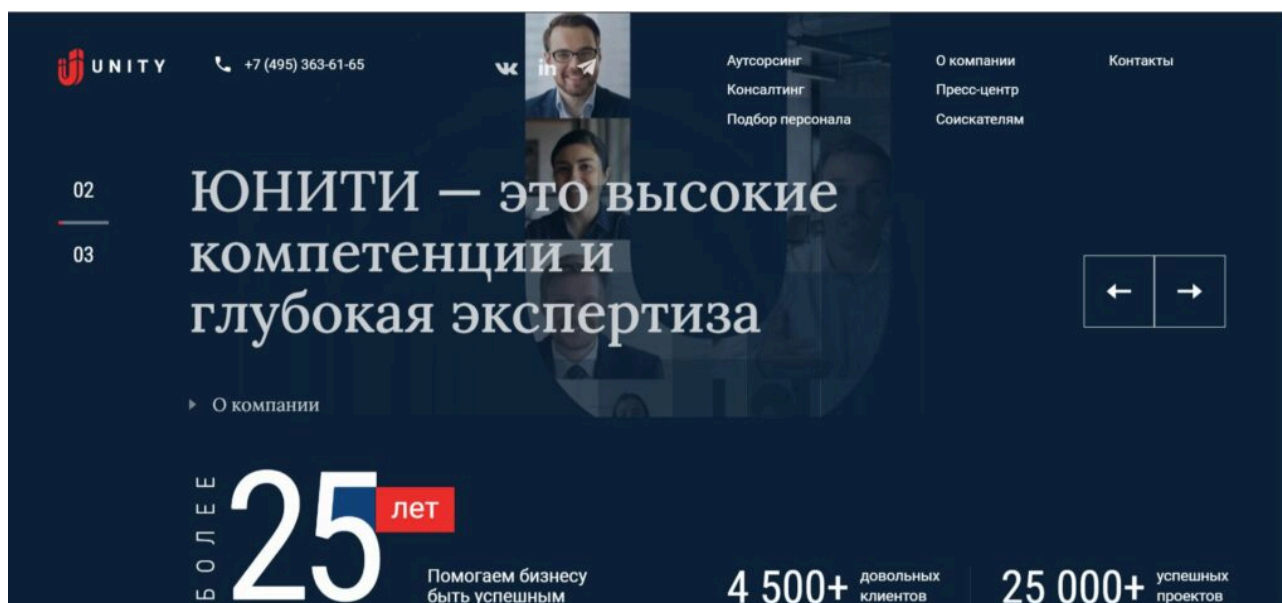 UNITY
+7 (495) 363-61-65
in
Аутсорсинг
Консалтинг
Подбор персонала
О компании
Пресс-центр
Соискателям
Контакты
02
03
ЮНИТИ — это высокие
компетенции и
глубокая экспертиза
О компании
БОЛЕЕ
25
лет
Помогаем бизнесу
быть успешным
4 500+ довольных
клиентов
25 000+ успешных
проектов